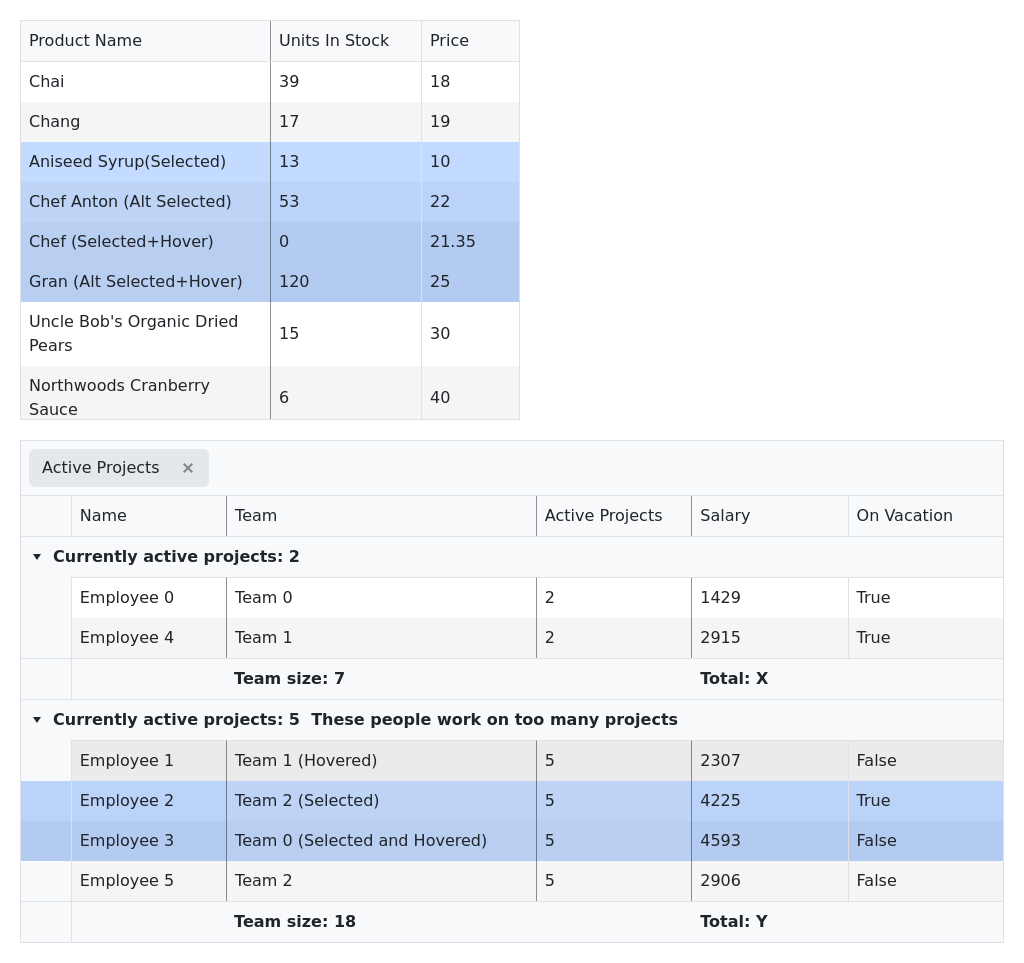 Product Name Units In Stock Price
Chai 39 18
Chang 17 19
Aniseed Syrup(Selected) 13 10
Chef Anton (Alt Selected) 53 22
Chef (Selected+Hover) 0 21.35
Gran (Alt Selected+Hover) 120 25
Uncle Bob's Organic Dried
Pears 15 30
Northwoods Cranberry
Sauce 6 40
Active Projects ×
Name Team Active Projects Salary On Vacation
Currently active projects: 2
Employee 0 Team 0 2 1429 True
Employee 4 Team 1 2 2915 True
Team size: 7 Total: X
Currently active projects: 5 These people work on too many projects
Employee 1 Team 1 (Hovered) 5 2307 False
Employee 2 Team 2 (Selected) 5 4225 True
Employee 3 Team 0 (Selected and Hovered) 5 4593 False
Employee 5 Team 2 5 2906 False
Team size: 18 Total: Y